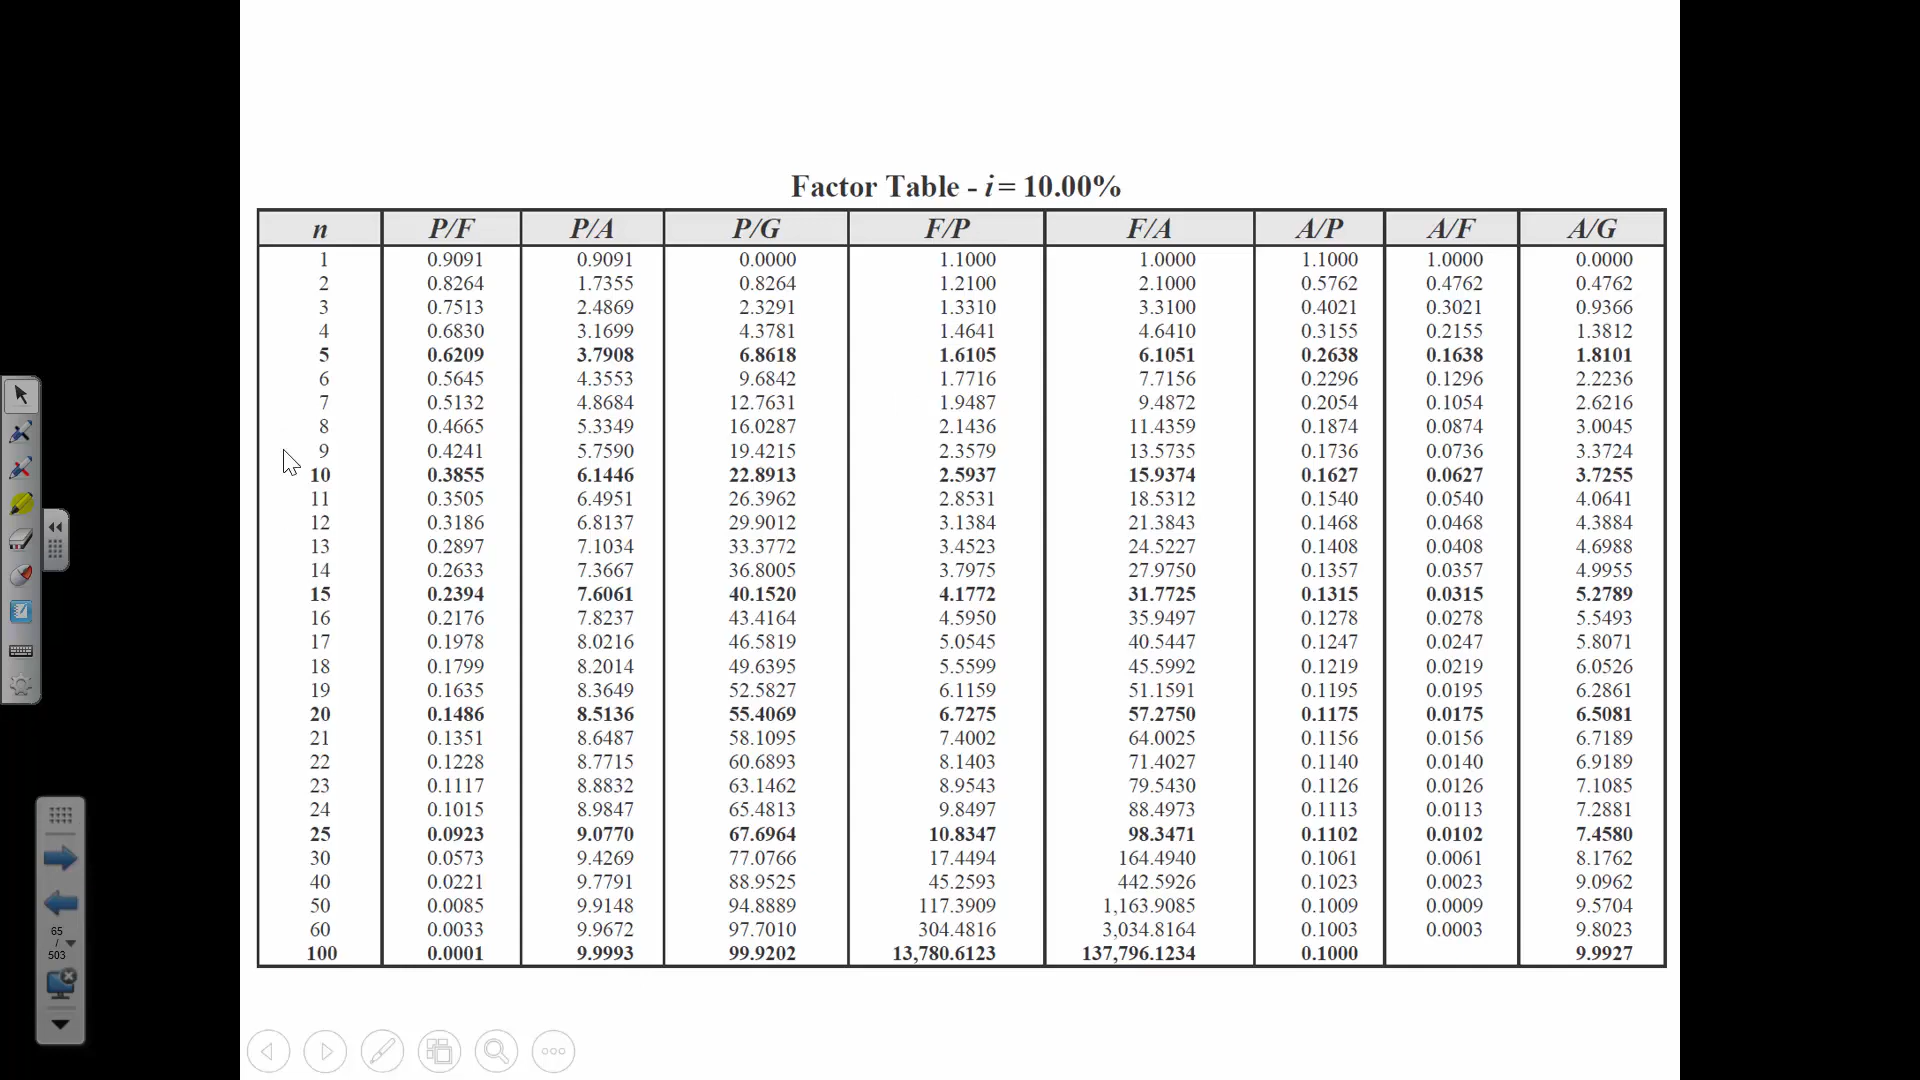 Factor Table - i = 10.00%
n P/F P/A P/G F/P F/A A/P A/F A/G
1 0.9091 0.9091 0.0000 1.1000 1.0000 1.1000 1.0000 0.0000
2 0.8264 1.7355 0.8264 1.2100 2.1000 0.5762 0.4762 0.4762
3 0.7513 2.4869 2.3291 1.3310 3.3100 0.4021 0.3021 0.9366
4 0.6830 3.1699 4.3781 1.4641 4.6410 0.3155 0.2155 1.3812
5 0.6209 3.7908 6.8618 1.6105 6.1051 0.2638 0.1638 1.8101
6 0.5645 4.3553 9.6842 1.7716 7.7156 0.2296 0.1296 2.2236
7 0.5132 4.8684 12.7631 1.9487 9.4872 0.2054 0.1054 2.6216
8 0.4665 5.3349 16.0287 2.1436 11.4359 0.1874 0.0874 3.0045
9 0.4241 5.7590 19.4215 2.3579 13.5735 0.1736 0.0736 3.3724
10 0.3855 6.1446 22.8913 2.5937 15.9374 0.1627 0.0627 3.7255
11 0.3505 6.4951 26.3962 2.8531 18.5312 0.1540 0.0540 4.0641
12 0.3186 6.8137 29.9012 3.1384 21.3843 0.1468 0.0468 4.3884
13 0.2897 7.1034 33.3772 3.4523 24.5227 0.1408 0.0408 4.6988
14 0.2633 7.3667 36.8005 3.7975 27.9750 0.1357 0.0357 4.9955
15 0.2394 7.6061 40.1520 4.1772 31.7725 0.1315 0.0315 5.2789
16 0.2176 7.8237 43.4164 4.5950 35.9497 0.1278 0.0278 5.5493
17 0.1978 8.0216 46.5819 5.0545 40.5447 0.1247 0.0247 5.8071
18 0.1799 8.2014 49.6395 5.5599 45.5992 0.1219 0.0219 6.0526
19 0.1635 8.3649 52.5827 6.1159 51.1591 0.1195 0.0195 6.2861
20 0.1486 8.5136 55.4069 6.7275 57.2750 0.1175 0.0175 6.5081
21 0.1351 8.6487 58.1095 7.4002 64.0025 0.1156 0.0156 6.7189
22 0.1228 8.7715 60.6893 8.1403 71.4027 0.1140 0.0140 6.9189
23 0.1117 8.8832 63.1462 8.9543 79.5430 0.1126 0.0126 7.1085
24 0.1015 8.9847 65.4813 9.8497 88.4973 0.1113 0.0113 7.2881
25 0.0923 9.0770 67.6964 10.8347 98.3471 0.1102 0.0102 7.4580
30 0.0573 9.4269 77.0766 17.4494 164.4940 0.1061 0.0061 8.1762
40 0.0221 9.7791 88.9525 45.2593 442.5926 0.1023 0.0023 9.0962
50 0.0085 9.9148 94.8889 117.3909 1,163.9085 0.1009 0.0009 9.5704
60 0.0033 9.9672 97.7010 304.4816 3,034.8164 0.1003 0.0003 9.8023
100 0.0001 9.9993 99.9202 13,780.6123 137,796.1234 0.1000 9.9927
65
/
503